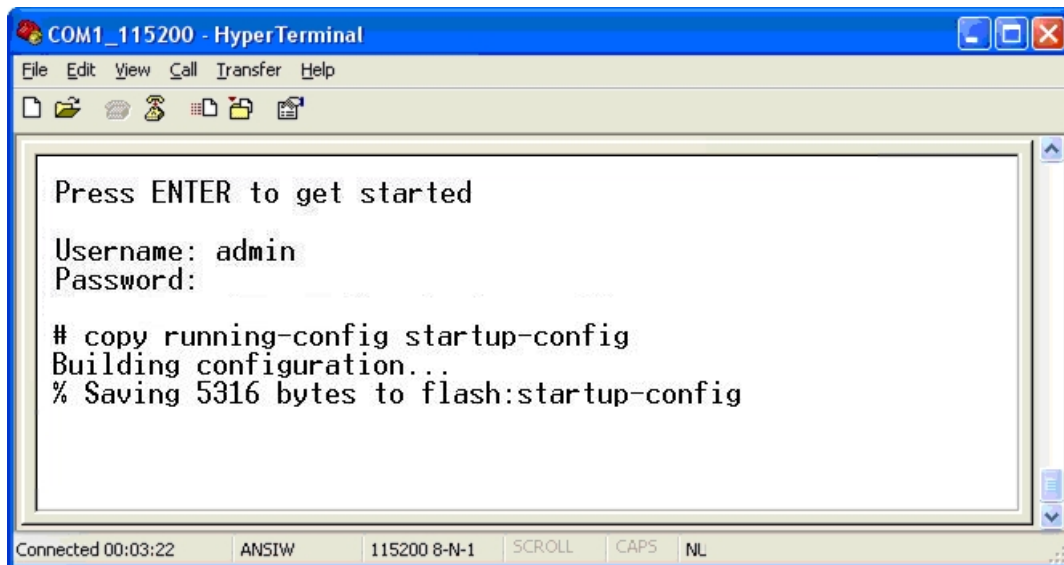 COM1_115200 - HyperTerminal
File Edit View Call Transfer Help
Press ENTER to get started
Username: admin
Password:
# copy running-config startup-config
Building configuration...
% Saving 5316 bytes to flash:startup-config
Connected 00:03:22 ANSIW 115200 8-N-1 SCROLL CAPS